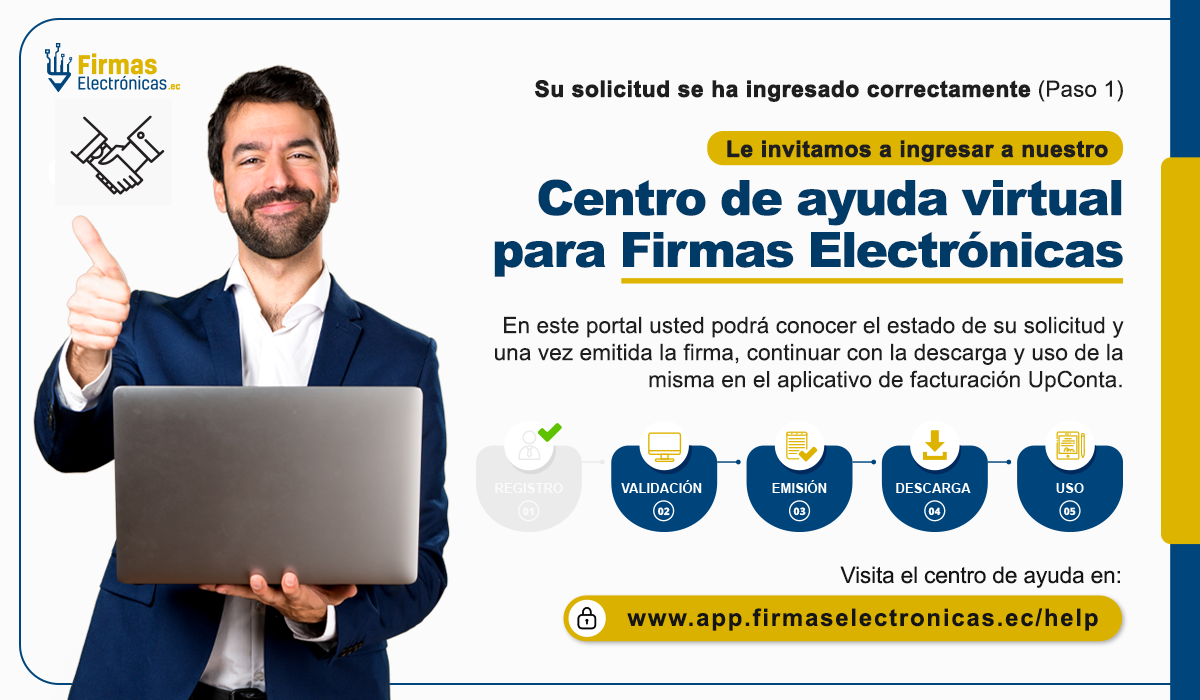 Firmas
Electrónicas.ec
Su solicitud se ha ingresado correctamente (Paso 1)
Le invitamos a ingresar a nuestro
Centro de ayuda virtual
para Firmas Electrónicas
En este portal usted podrá conocer el estado de su solicitud y
una vez emitida la firma, continuar con la descarga y uso de la
misma en el aplicativo de facturación UpConta.
REGISTRO
01
VALIDACIÓN
02
EMISIÓN
03
DESCARGA
04
USO
05
Visita el centro de ayuda en:
www.app.firmaselectronicas.ec/help